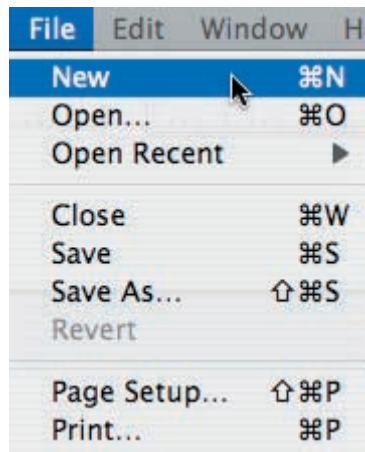 File Edit Window H
New ⌘N
Open... ⌘O
Open Recent ▶
Close ⌘W
Save ⌘S
Save As... ⇧⌘S
Revert
Page Setup... ⇧⌘P
Print... ⌘P